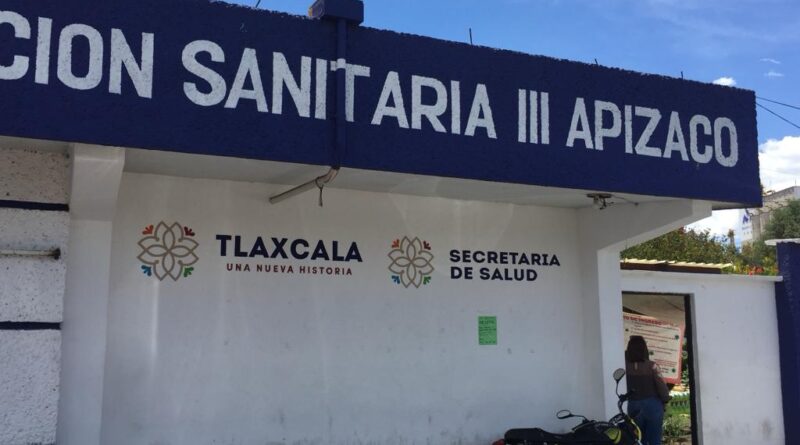 CION SANITARIA III APIZACO
TLAXCALA
UNA NUEVA HISTORIA
SECRETARIA
DE SALUD